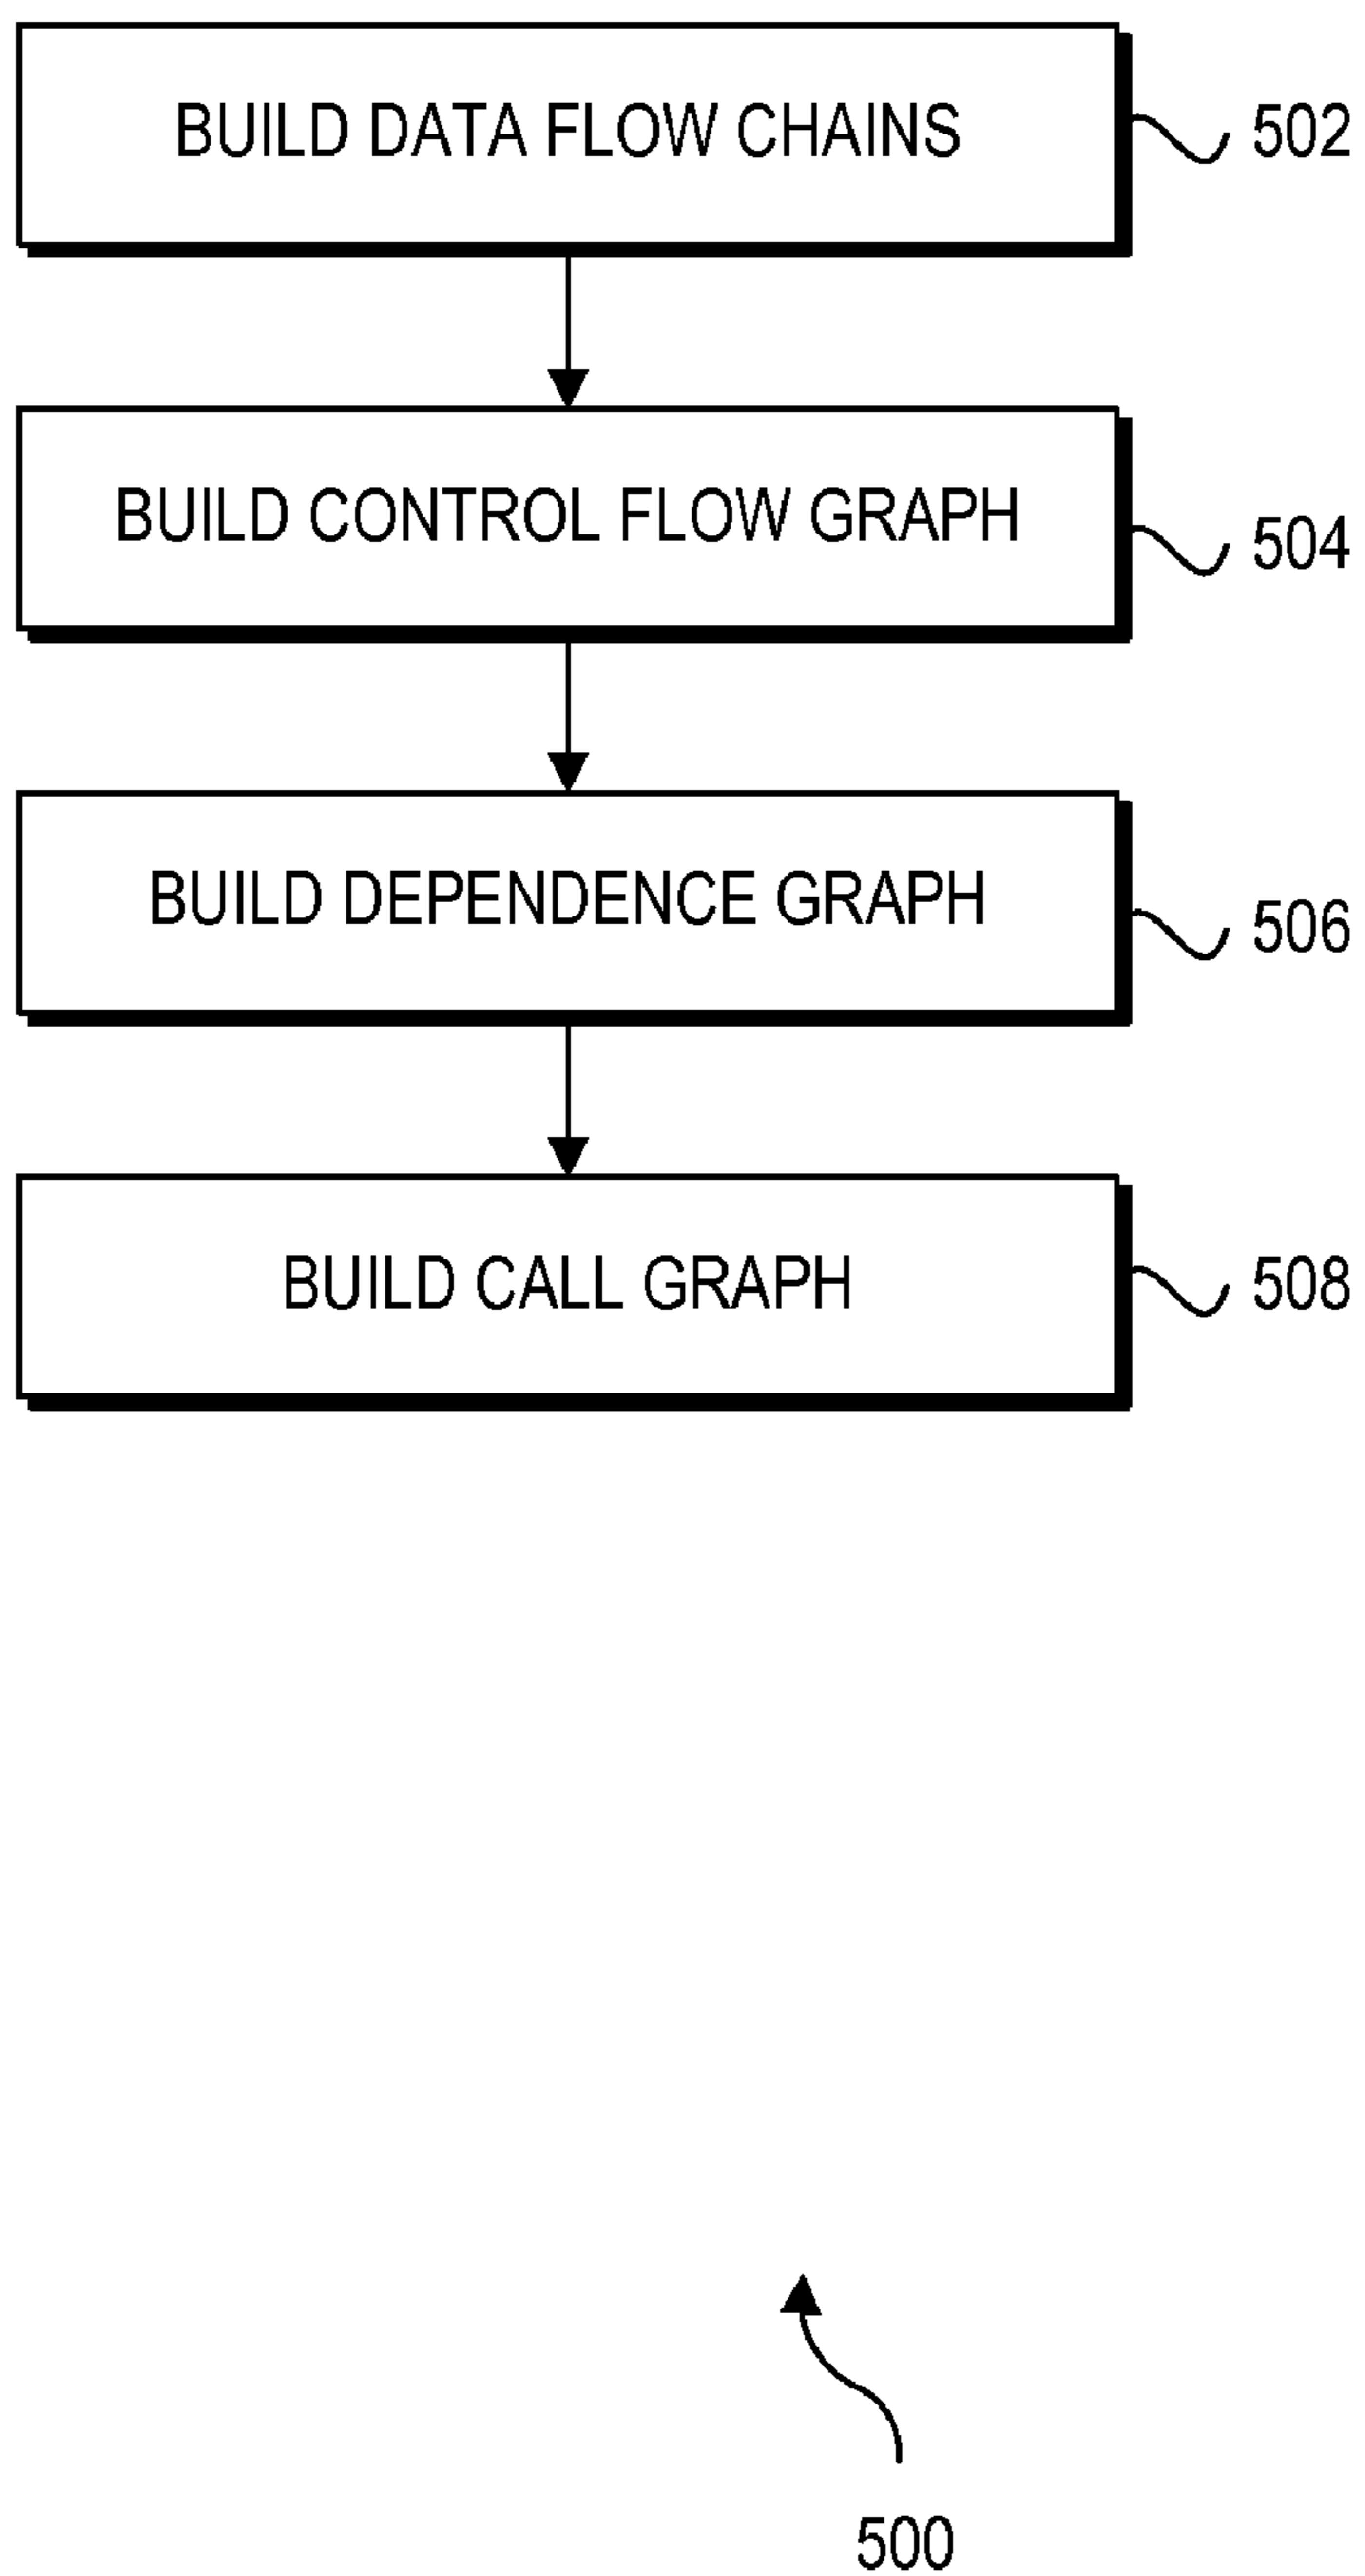 BUILD DATA FLOW CHAINS
502
BUILD CONTROL FLOW GRAPH
504
BUILD DEPENDENCE GRAPH
506
BUILD CALL GRAPH
508
500